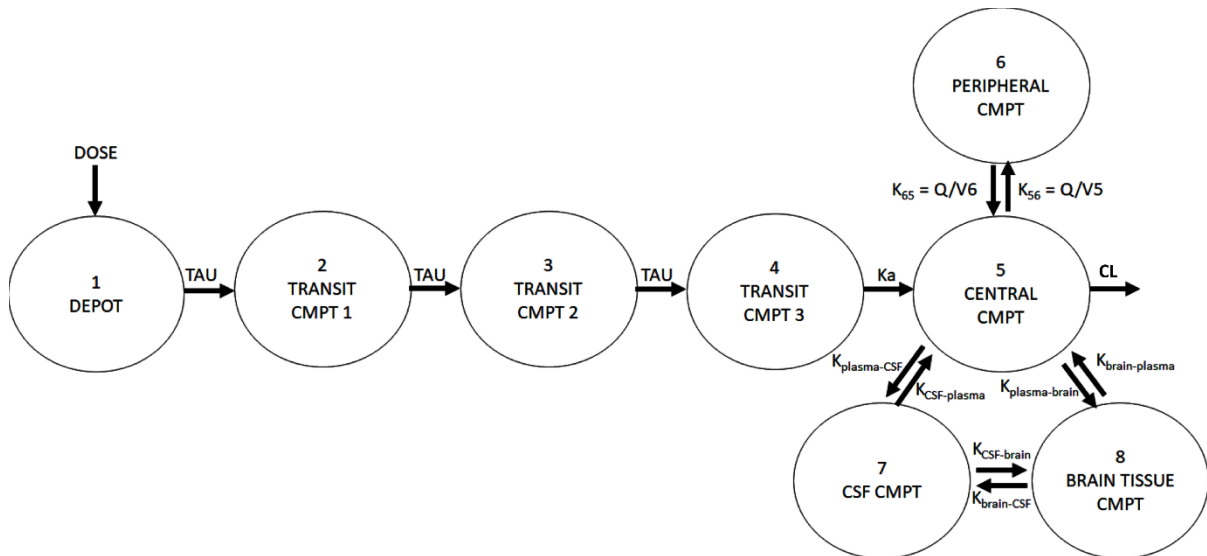 6
PERIPHERAL
CMPT
DOSE
K65 = Q/V6
K56 = Q/V5
1
DEPOT
TAU
2
TRANSIT
CMPT 1
TAU
3
TRANSIT
CMPT 2
TAU
4
TRANSIT
CMPT 3
Ka
5
CENTRAL
CMPT
CL
Kplasma-CSF
KCSF-plasma
Kbrain-plasma
Kplasma-brain
7
CSF CMPT
KCSF-brain
Kbrain-CSF
8
BRAIN TISSUE
CMPT